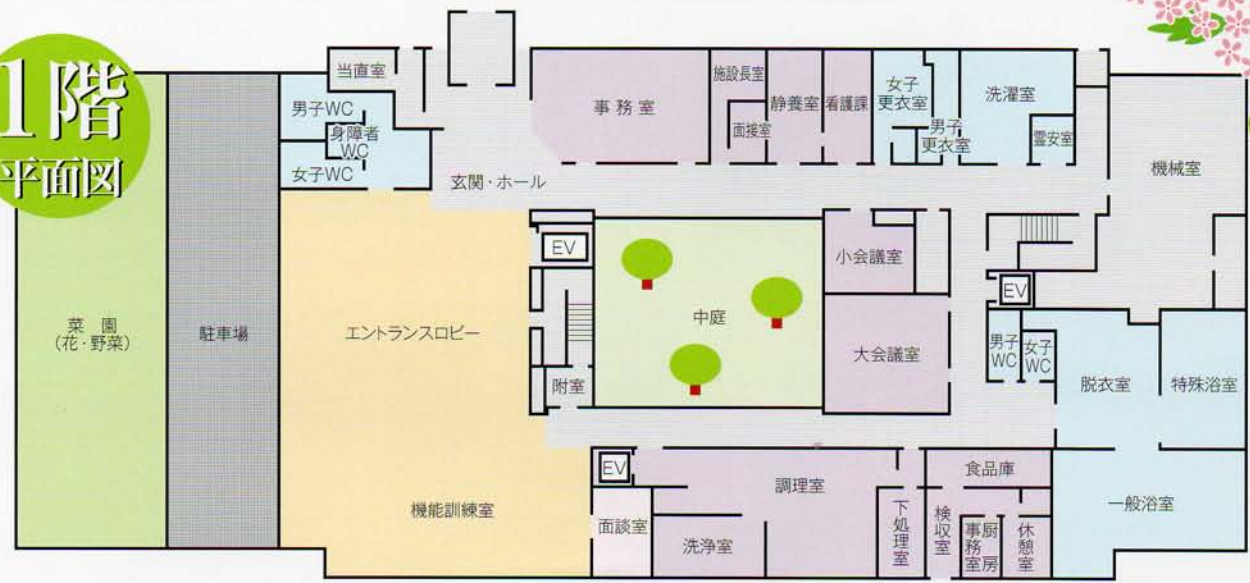 1階
平面図
当直室
男子WC
身障者
WC
女子WC
玄関・ホール
事務室
施設長室
面接室
静養室
看護課
女子
更衣室
男子
更衣室
洗濯室
霊安室
機械室
菜園
(花・野菜)
駐車場
エントランスロビー
EV
附室
中庭
小会議室
大会議室
EV
男子
WC
女子
WC
脱衣室
特殊浴室
機能訓練室
EV
面談室
調理室
洗浄室
下処理室
食品庫
検収室
厨房
事務室
休憩室
一般浴室